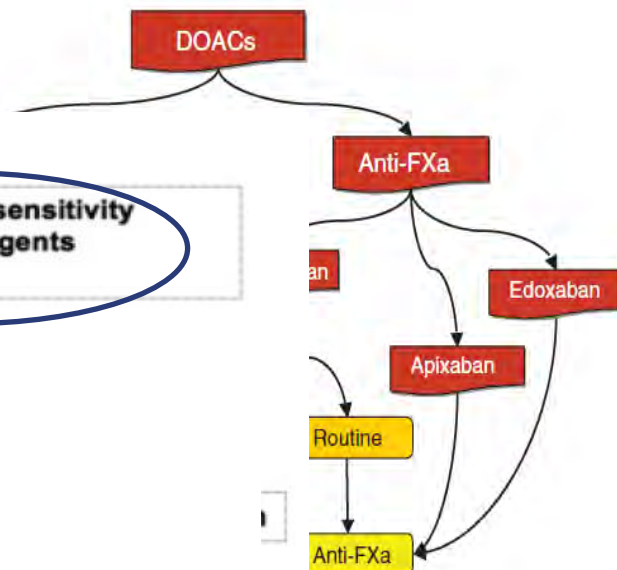 DOACs
Anti-FXa
sensitivity
gents
an
Edoxaban
Apixaban
Routine
Anti-FXa